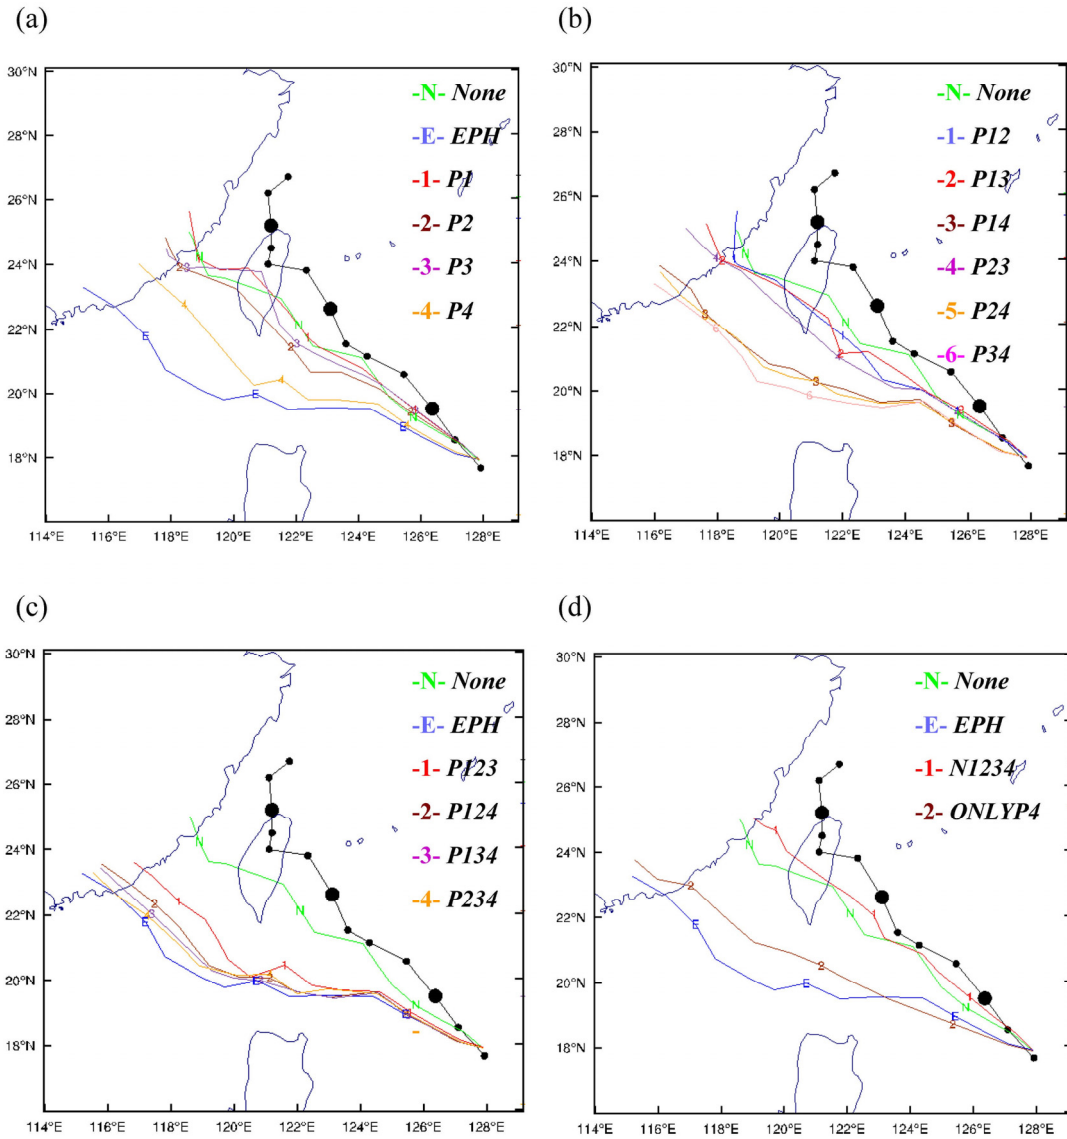 (a)
30°N
28°N
26°N
24°N
22°N
20°N
18°N
114°E 116°E 118°E 120°E 122°E 124°E 126°E 128°E
-N- None
-E- EPH
-1- P1
-2- P2
-3- P3
-4- P4
(b)
30°N
28°N
26°N
24°N
22°N
20°N
18°N
114°E 116°E 118°E 120°E 122°E 124°E 126°E 128°E
-N- None
-1- P12
-2- P13
-3- P14
-4- P23
-5- P24
-6- P34
(c)
30°N
28°N
26°N
24°N
22°N
20°N
18°N
114°E 116°E 118°E 120°E 122°E 124°E 126°E 128°E
-N- None
-E- EPH
-1- P123
-2- P124
-3- P134
-4- P234
(d)
30°N
28°N
26°N
24°N
22°N
20°N
18°N
114°E 116°E 118°E 120°E 122°E 124°E 126°E 128°E
-N- None
-E- EPH
-1- N1234
-2- ONLYP4